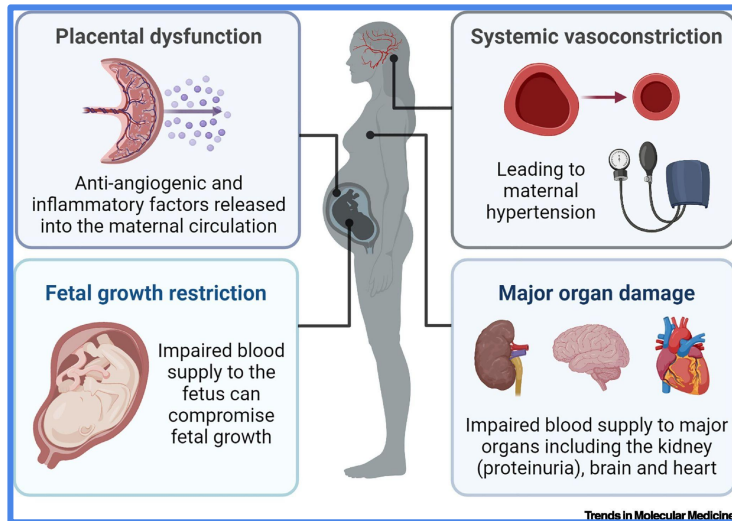 Placental dysfunction
Anti-angiogenic and
inflammatory factors released
into the maternal circulation
Systemic vasoconstriction
Leading to
maternal
hypertension
Fetal growth restriction
Impaired blood
supply to the
fetus can
compromise
fetal growth
Major organ damage
Impaired blood supply to major
organs including the kidney
(proteinuria), brain and heart
Trends in Molecular Medicine